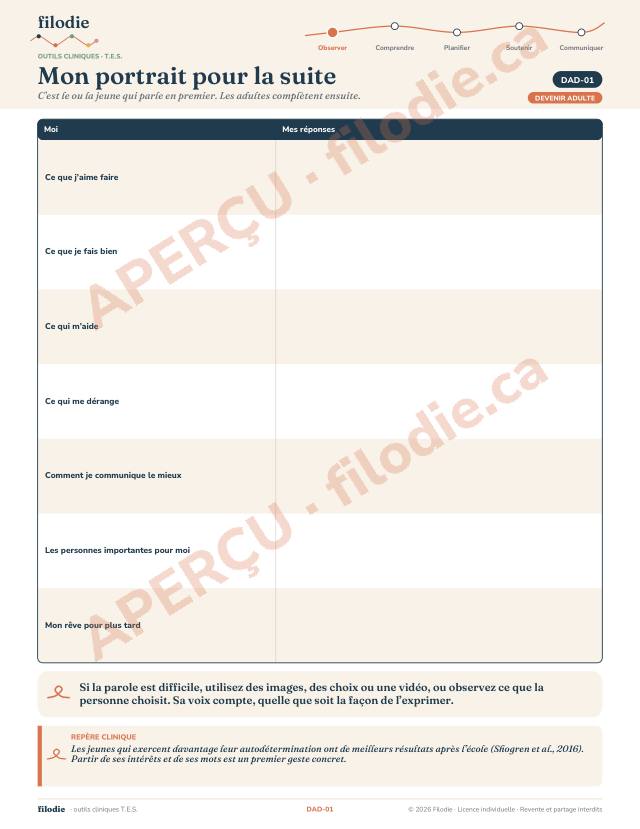 filodie
OUTILS CLINIQUES · T.E.S.
Observer Comprendre Planifier Soutenir Communiquer
Mon portrait pour la suite
C'est le ou la jeune qui parle en premier. Les adultes complètent ensuite.
DAD-01
DEVENIR ADULTE
Moi Mes réponses
Ce que j'aime faire
Ce que je fais bien
Ce qui m'aide
Ce qui me dérange
Comment je communique le mieux
Les personnes importantes pour moi
Mon rêve pour plus tard
APERÇU · filodie.ca
APERÇU · filodie.ca
Si la parole est difficile, utilisez des images, des choix ou une vidéo, ou observez ce que la
personne choisit. Sa voix compte, quelle que soit la façon de l'exprimer.
REPÈRE CLINIQUE
Les jeunes qui exercent davantage leur autodétermination ont de meilleurs résultats après l'école (Shogren et al., 2016).
Partir de ses intérêts et de ses mots est un premier geste concret.
filodie · outils cliniques T.E.S. DAD-01 © 2026 Filodie · Licence individuelle · Revente et partage interdits